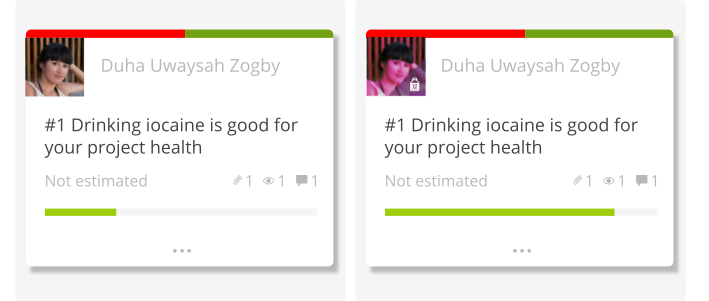 Duha Uwaysah Zogby
#1 Drinking iocaine is good for
your project health
Not estimated 1 1 1
Duha Uwaysah Zogby
#1 Drinking iocaine is good for
your project health
Not estimated 1 1 1